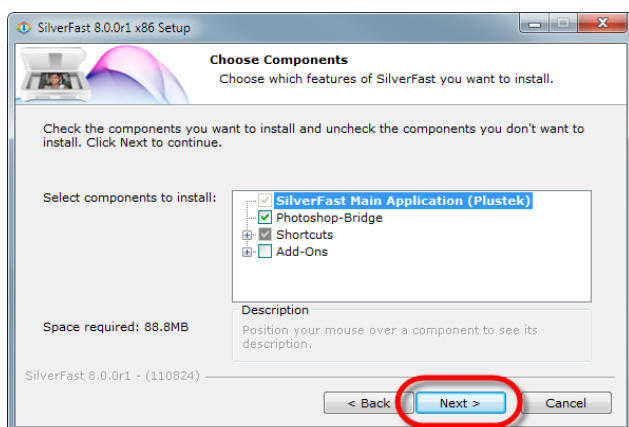 SilverFast 8.0.0r1 x86 Setup
Choose Components
Choose which features of SilverFast you want to install.
Check the components you want to install and uncheck the components you don't want to
install. Click Next to continue.
Select components to install:
SilverFast Main Application (Plustek)
Photoshop-Bridge
Shortcuts
Add-Ons
Space required: 88.8MB
Description
Position your mouse over a component to see its
description.
SilverFast 8.0.0r1 - (110824)
< Back
Next >
Cancel